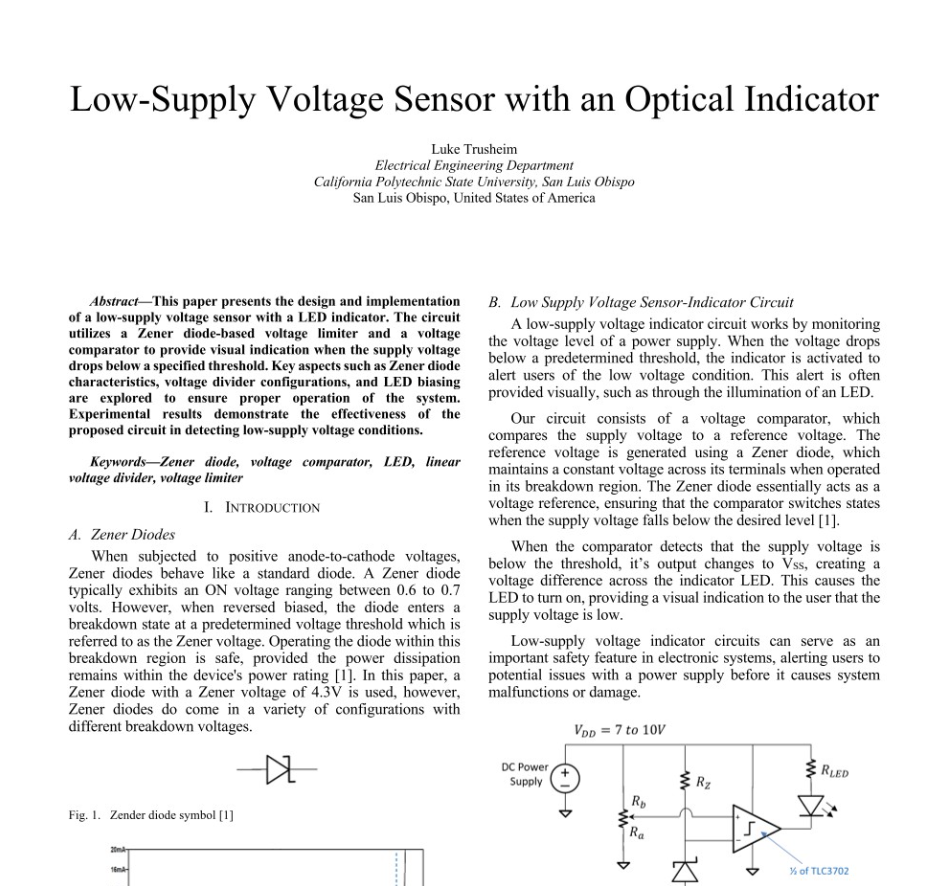 Low-Supply Voltage Sensor with an Optical Indicator
Luke Trusheim
Electrical Engineering Department
California Polytechnic State University, San Luis Obispo
San Luis Obispo, United States of America
Abstract—This paper presents the design and implementation
of a low-supply voltage sensor with a LED indicator. The circuit
utilizes a Zener diode-based voltage limiter and a voltage
comparator to provide visual indication when the supply voltage
drops below a specified threshold. Key aspects such as Zener diode
characteristics, voltage divider configurations, and LED biasing
are explored to ensure proper operation of the system.
Experimental results demonstrate the effectiveness of the
proposed circuit in detecting low-supply voltage conditions.
Keywords—Zener diode, voltage comparator, LED, linear
voltage divider, voltage limiter
I. INTRODUCTION
A. Zener Diodes
When subjected to positive anode-to-cathode voltages,
Zener diodes behave like a standard diode. A Zener diode
typically exhibits an ON voltage ranging between 0.6 to 0.7
volts. However, when reversed biased, the diode enters a
breakdown state at a predetermined voltage threshold which is
referred to as the Zener voltage. Operating the diode within this
breakdown region is safe, provided the power dissipation
remains within the device's power rating [1]. In this paper, a
Zener diode with a Zener voltage of 4.3V is used, however,
Zener diodes do come in a variety of configurations with
different breakdown voltages.
Fig. 1. Zender diode symbol [1]
20mA
16mA
B. Low Supply Voltage Sensor-Indicator Circuit
A low-supply voltage indicator circuit works by monitoring
the voltage level of a power supply. When the voltage drops
below a predetermined threshold, the indicator is activated to
alert users of the low voltage condition. This alert is often
provided visually, such as through the illumination of an LED.
Our circuit consists of a voltage comparator, which
compares the supply voltage to a reference voltage. The
reference voltage is generated using a Zener diode, which
maintains a constant voltage across its terminals when operated
in its breakdown region. The Zener diode essentially acts as a
voltage reference, ensuring that the comparator switches states
when the supply voltage falls below the desired level [1].
When the comparator detects that the supply voltage is
below the threshold, it's output changes to VSS, creating a
voltage difference across the indicator LED. This causes the
LED to turn on, providing a visual indication to the user that the
supply voltage is low.
Low-supply voltage indicator circuits can serve as an
important safety feature in electronic systems, alerting users to
potential issues with a power supply before it causes system
malfunctions or damage.
VDD = 7 to 10V
DC Power
Supply
RZ
RLED
Rb
Ra
½ of TLC3702